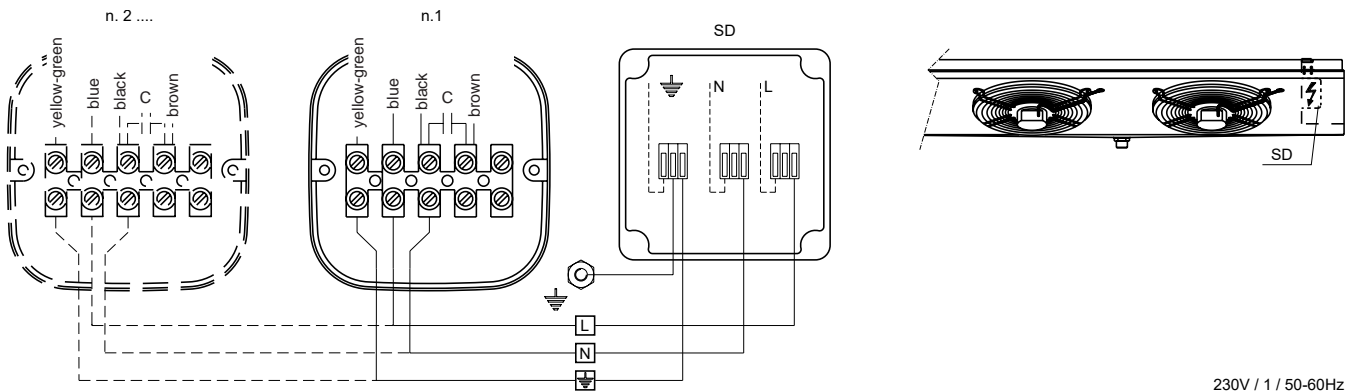 n. 2 ....
n.1
SD
yellow-green
blue
black
C
brown
yellow-green
blue
black
C
brown
N
L
SD
L
N
230V / 1 / 50-60Hz